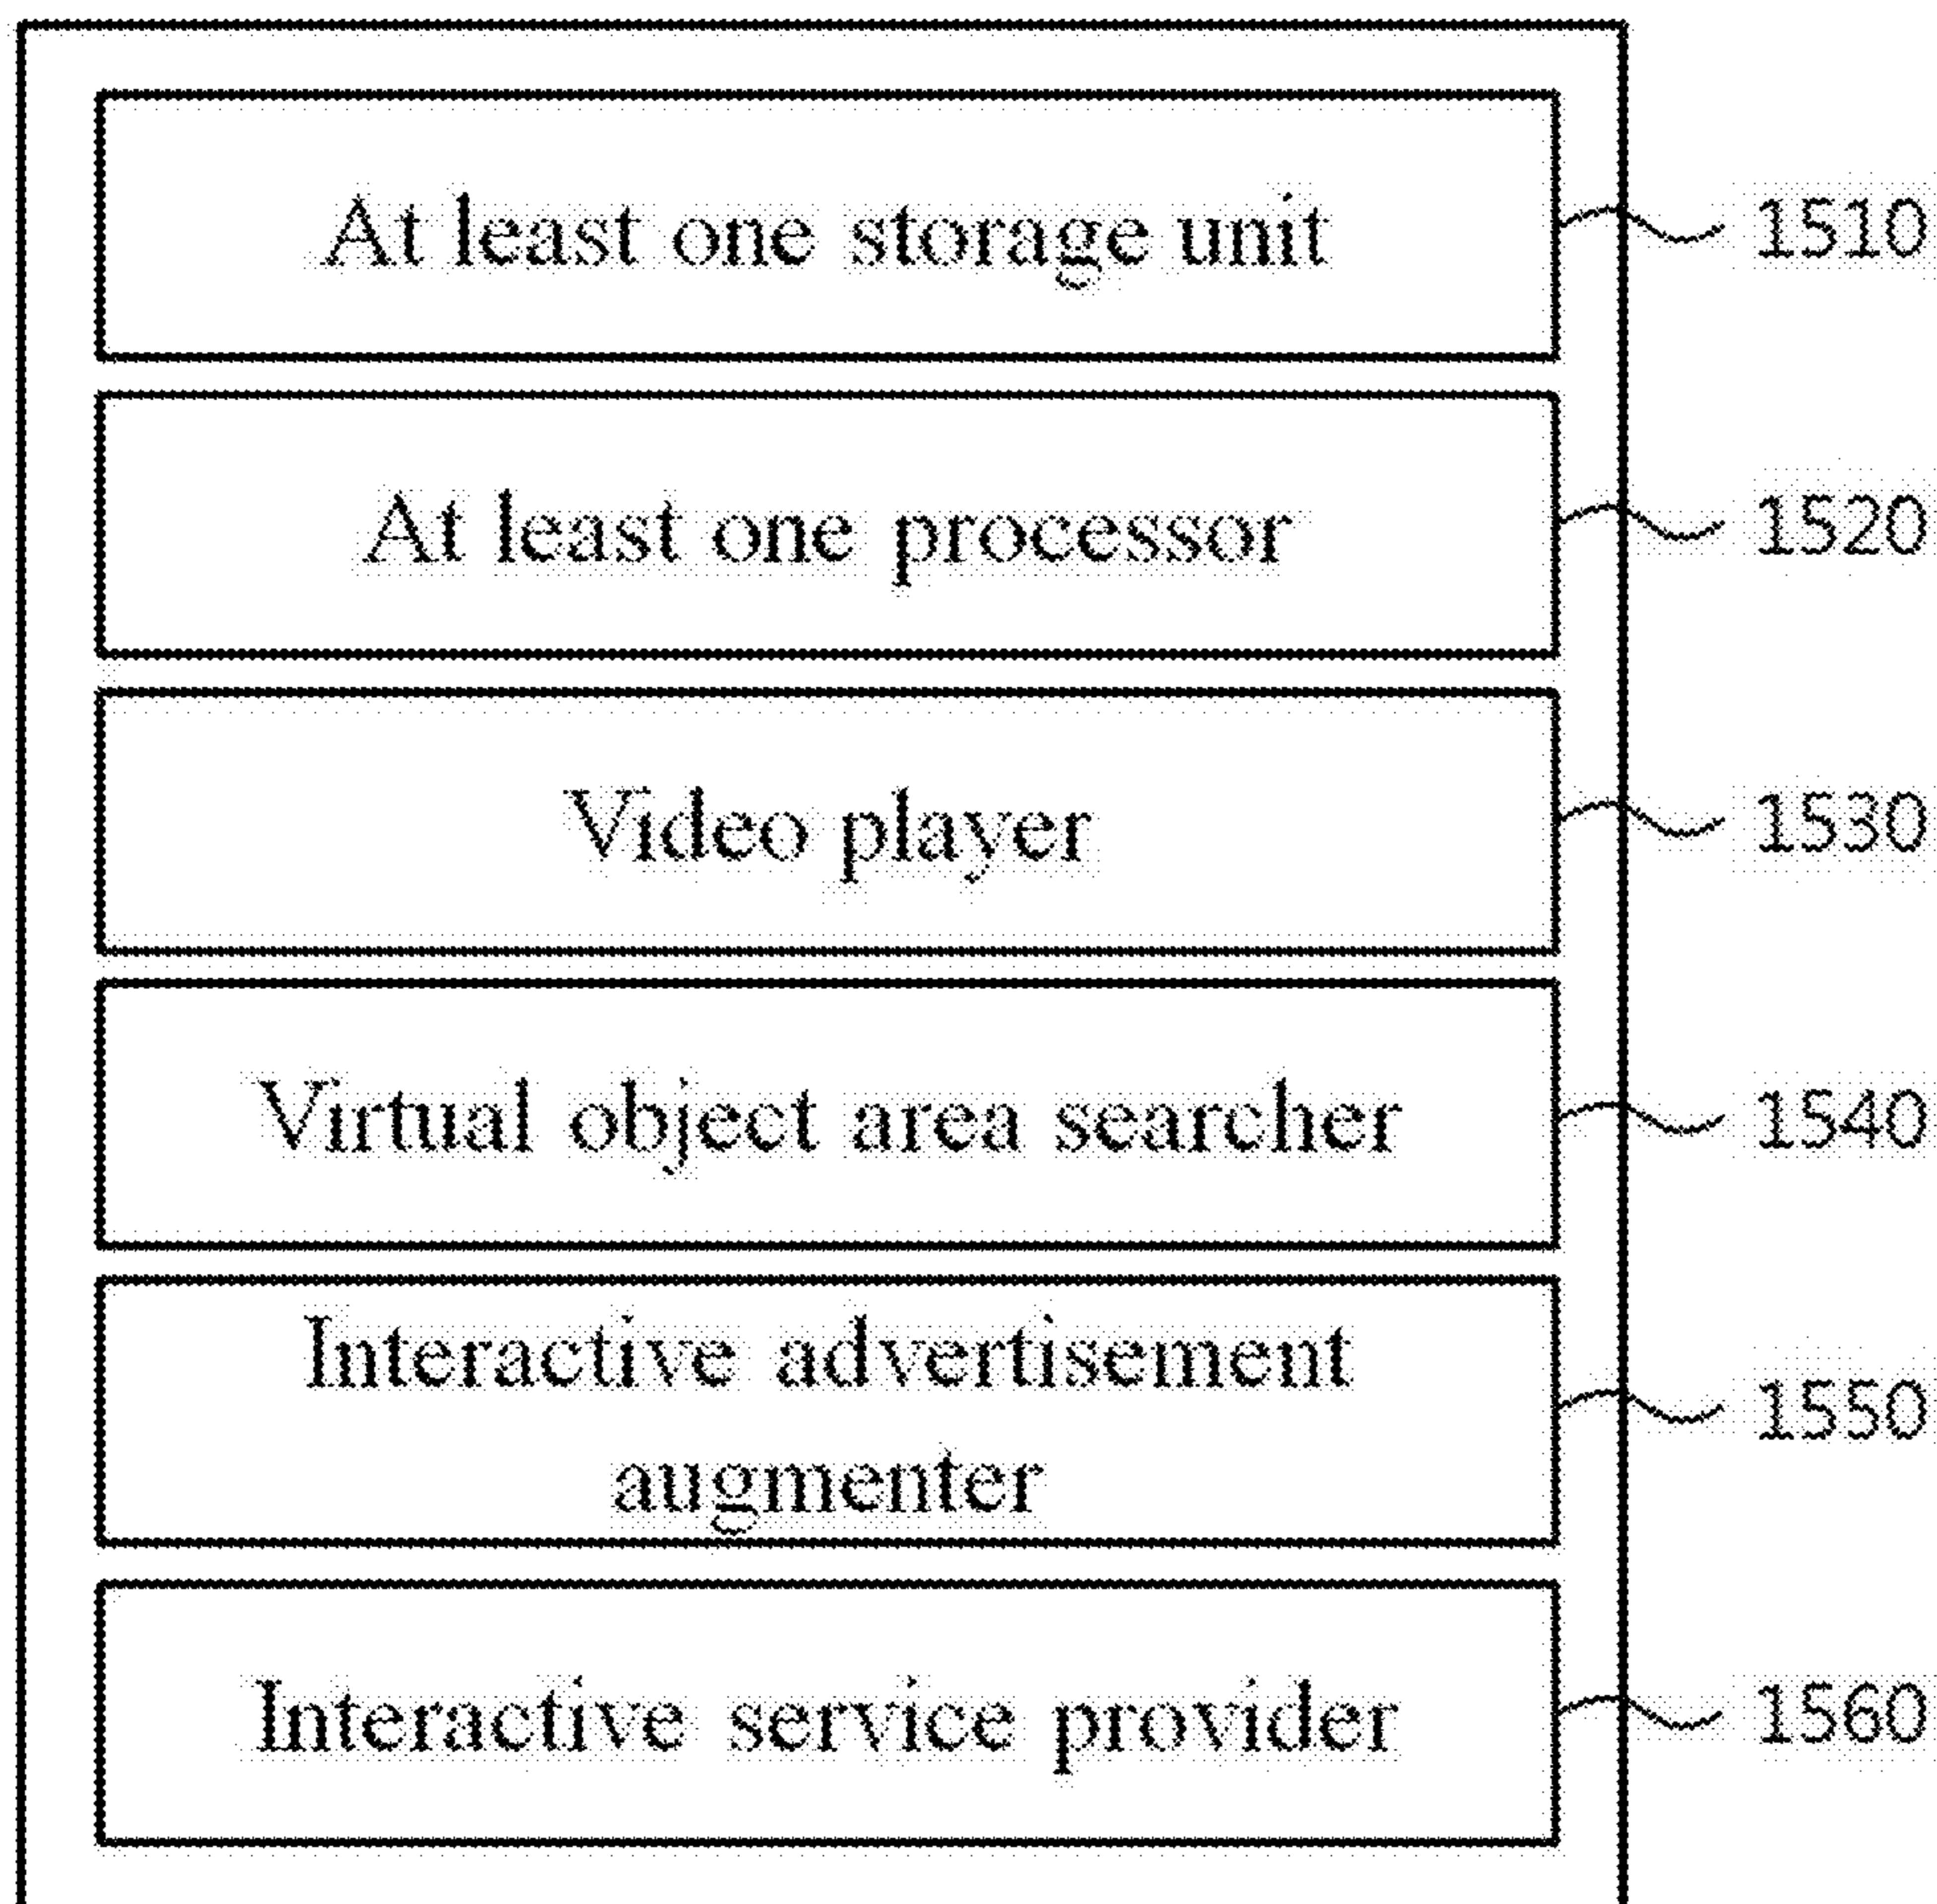 At least one storage unit
1510
At least one processor
1520
Video player
1530
Virtual object area searcher
1540
Interactive advertisement
augmenter
1550
Interactive service provider
1560